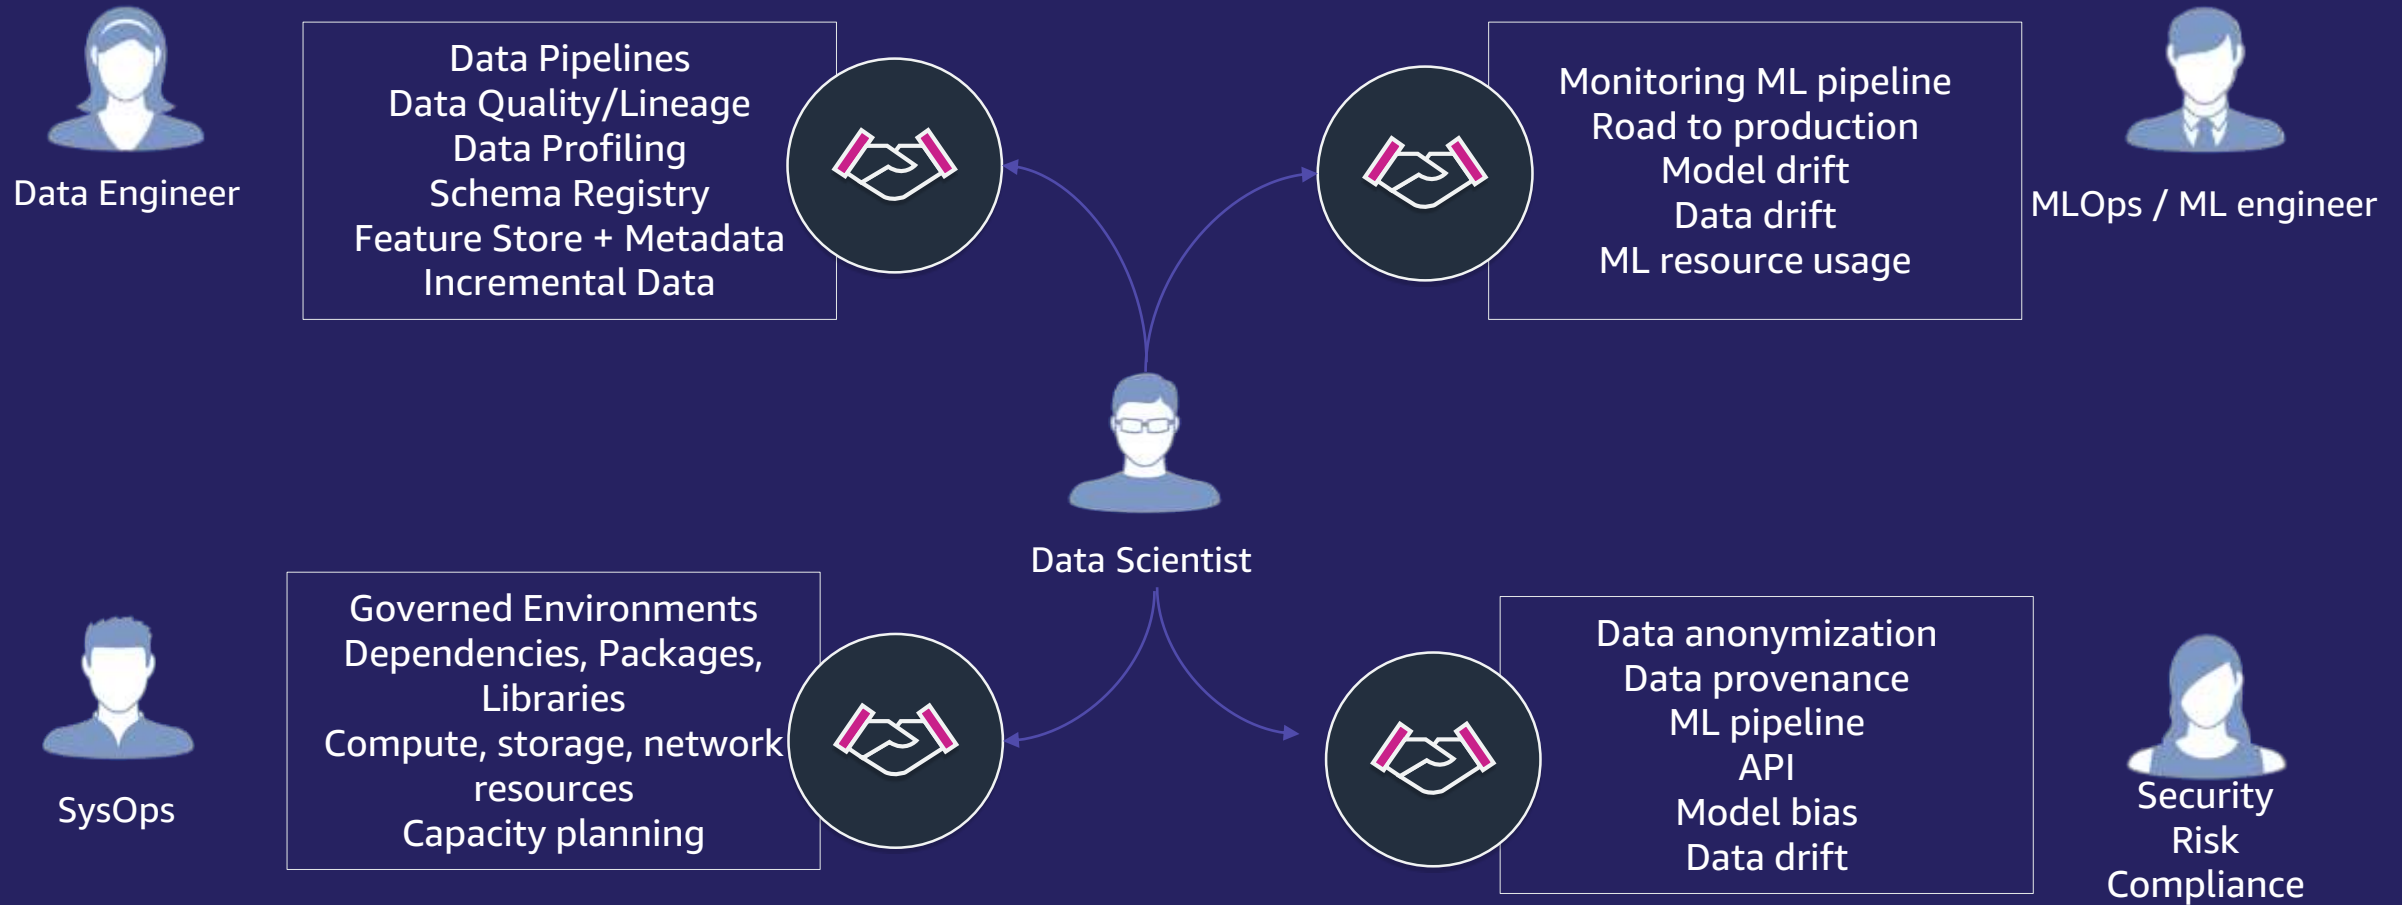 Data Engineer
Data Pipelines
Data Quality/Lineage
Data Profiling
Schema Registry
Feature Store + Metadata
Incremental Data
Monitoring ML pipeline
Road to production
Model drift
Data drift
ML resource usage
MLOps / ML engineer
Data Scientist
SysOps
Governed Environments
Dependencies, Packages,
Libraries
Compute, storage, network
resources
Capacity planning
Data anonymization
Data provenance
ML pipeline
API
Model bias
Data drift
Security
Risk
Compliance